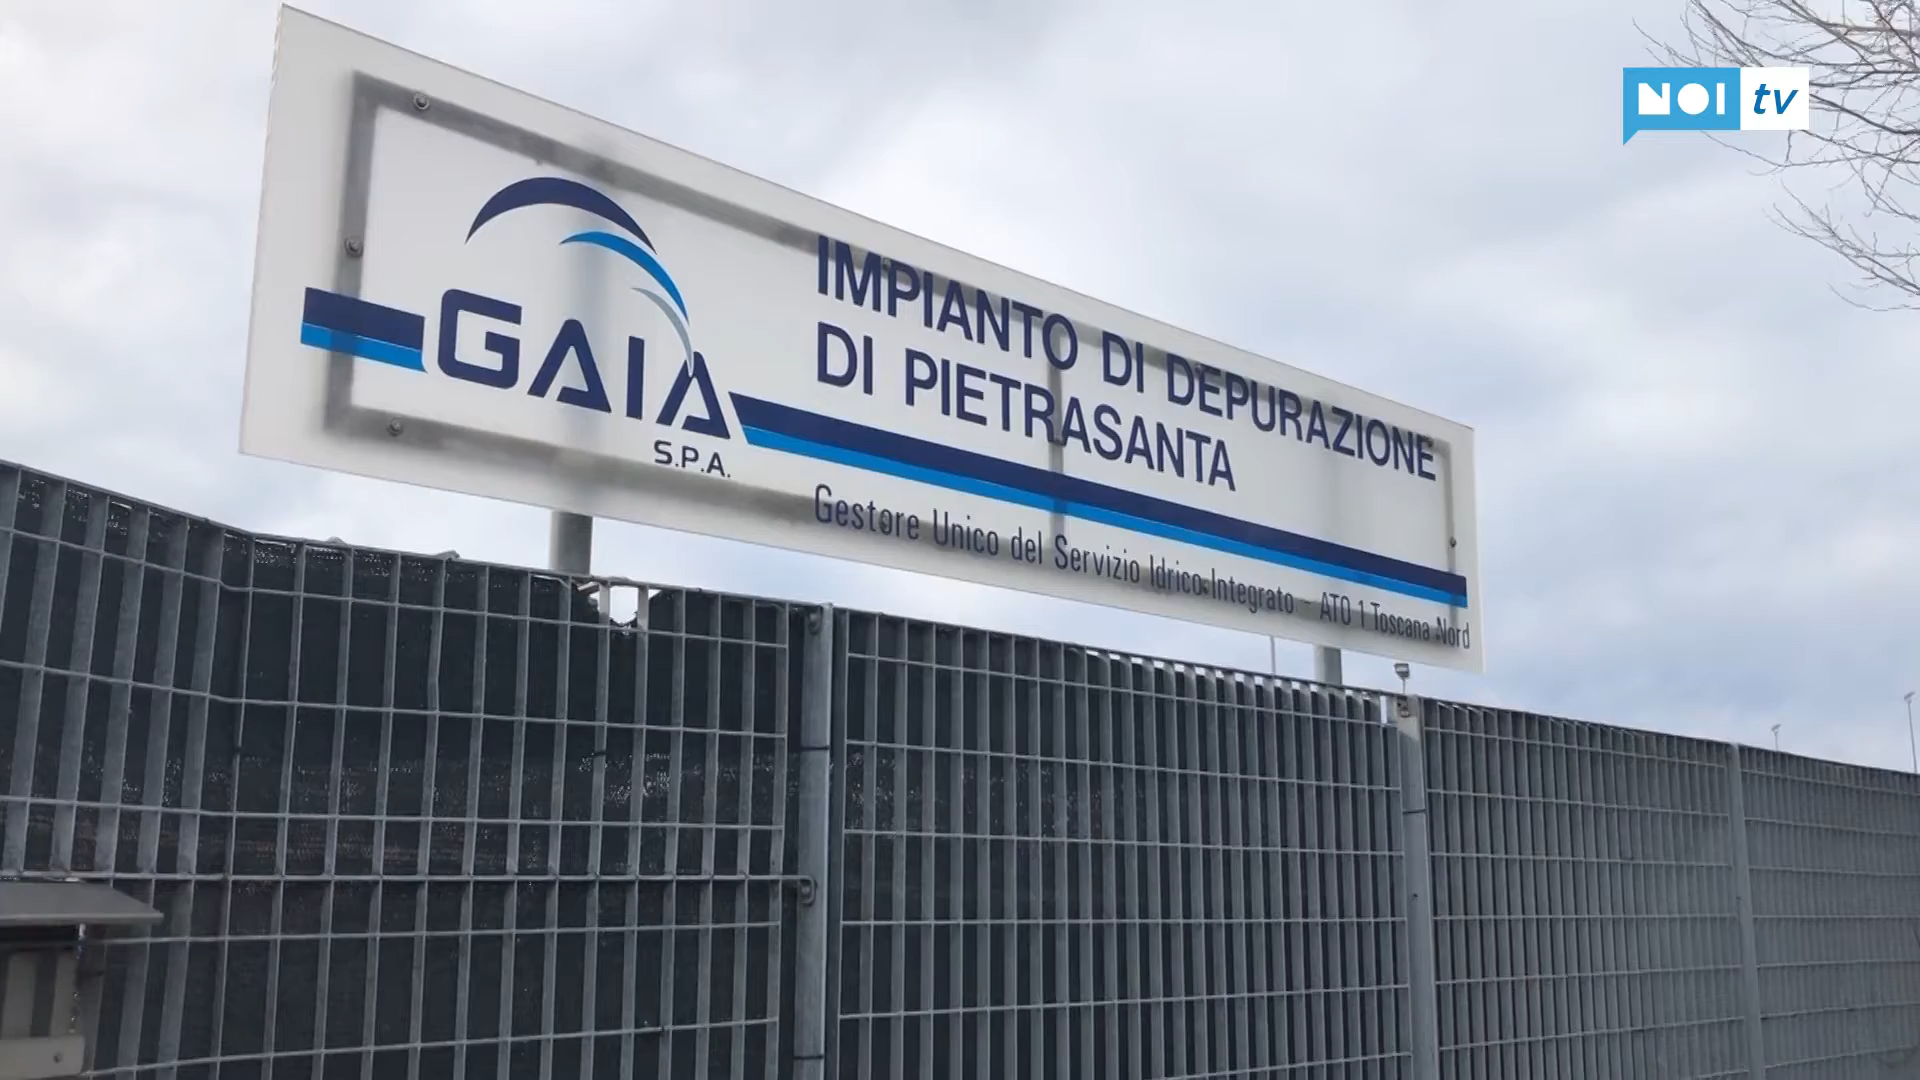 NOI tv
GAIA
S.P.A.
IMPIANTO DI DEPURAZIONE
DI PIETRASANTA
Gestore Unico del Servizio Idrico Integrato - ATO 1 Toscana Nord